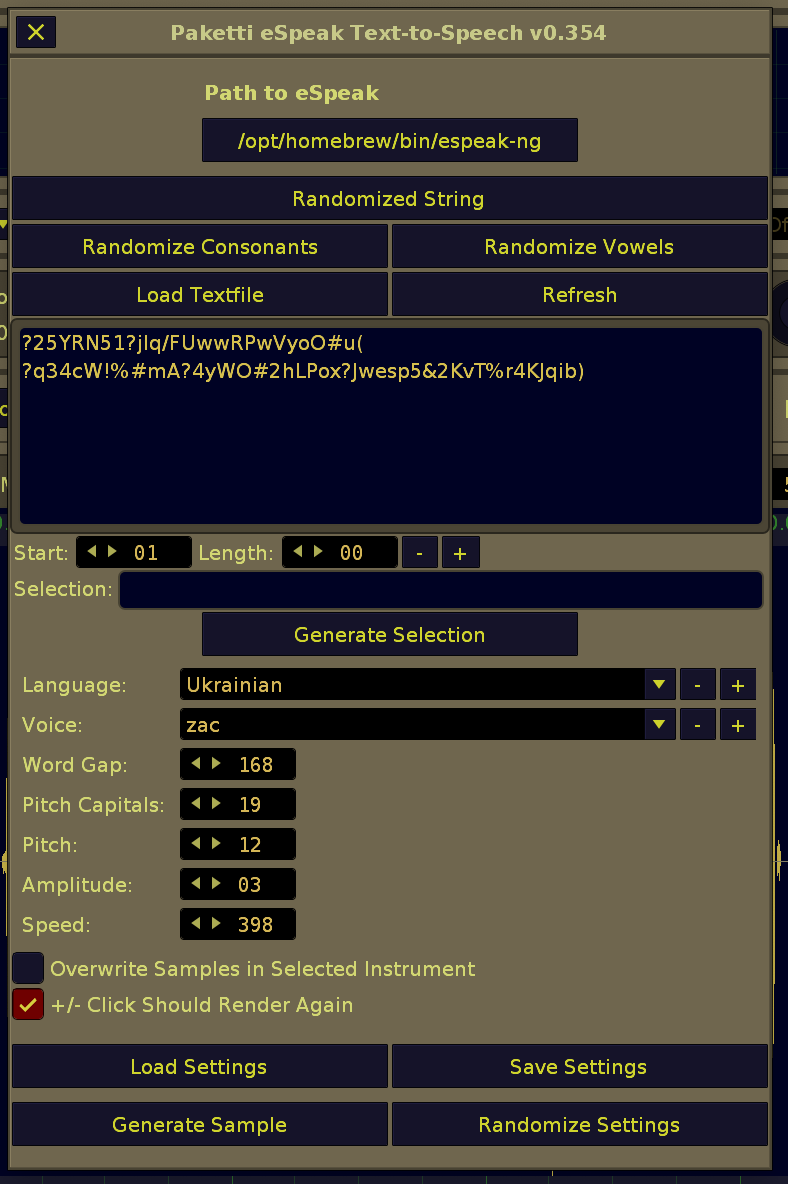 Paketti eSpeak Text-to-Speech v0.354
Path to eSpeak
/opt/homebrew/bin/espeak-ng
Randomized String
Randomize Consonants Randomize Vowels
Load Textfile Refresh
?25YRN51?jlq/FUwwRPwVyoO#u(
?q34cW!%#mA?4yWO#2hLPox?Jwesp5&2KvT%r4KJqib)
Start: 01 Length: 00 - +
Selection:
Generate Selection
Language: Ukrainian - +
Voice: zac - +
Word Gap: 168
Pitch Capitals: 19
Pitch: 12
Amplitude: 03
Speed: 398
Overwrite Samples in Selected Instrument
+/- Click Should Render Again
Load Settings Save Settings
Generate Sample Randomize Settings